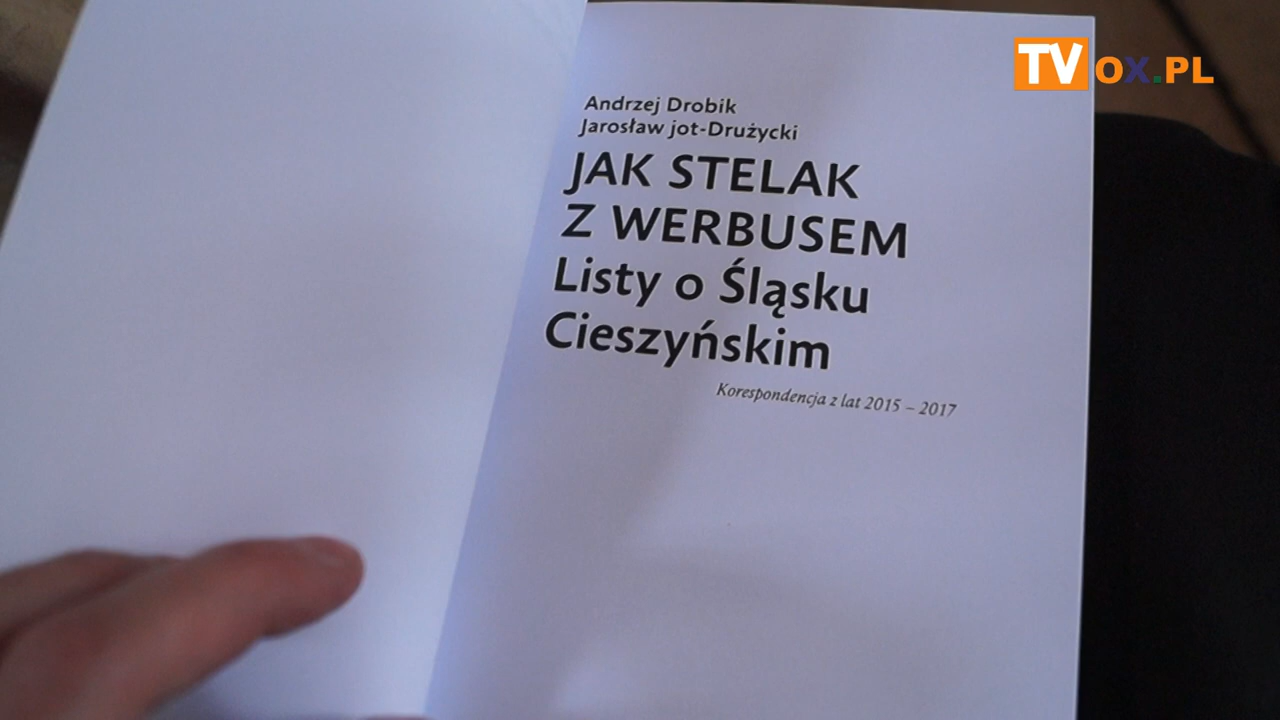 TVOX.PL
Andrzej Drobik
Jarosław jot-Drużycki
JAK STELAK
Z WERBUSEM
Listy o Śląsku
Cieszyńskim
Korespondencja z lat 2015 – 2017